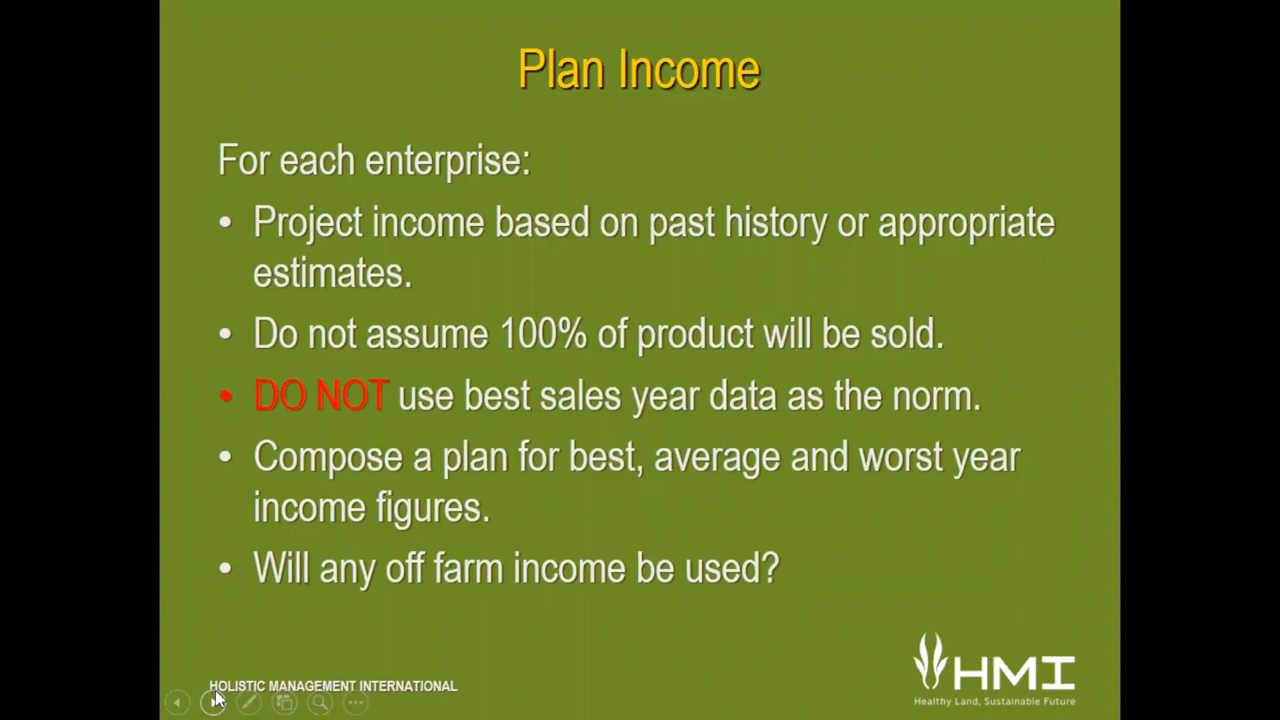 Plan Income
For each enterprise:
• Project income based on past history or appropriate
estimates.
• Do not assume 100% of product will be sold.
• DO NOT use best sales year data as the norm.
• Compose a plan for best, average and worst year
income figures.
• Will any off farm income be used?
HOLISTIC MANAGEMENT INTERNATIONAL
HMI
Healthy Land, Sustainable Future